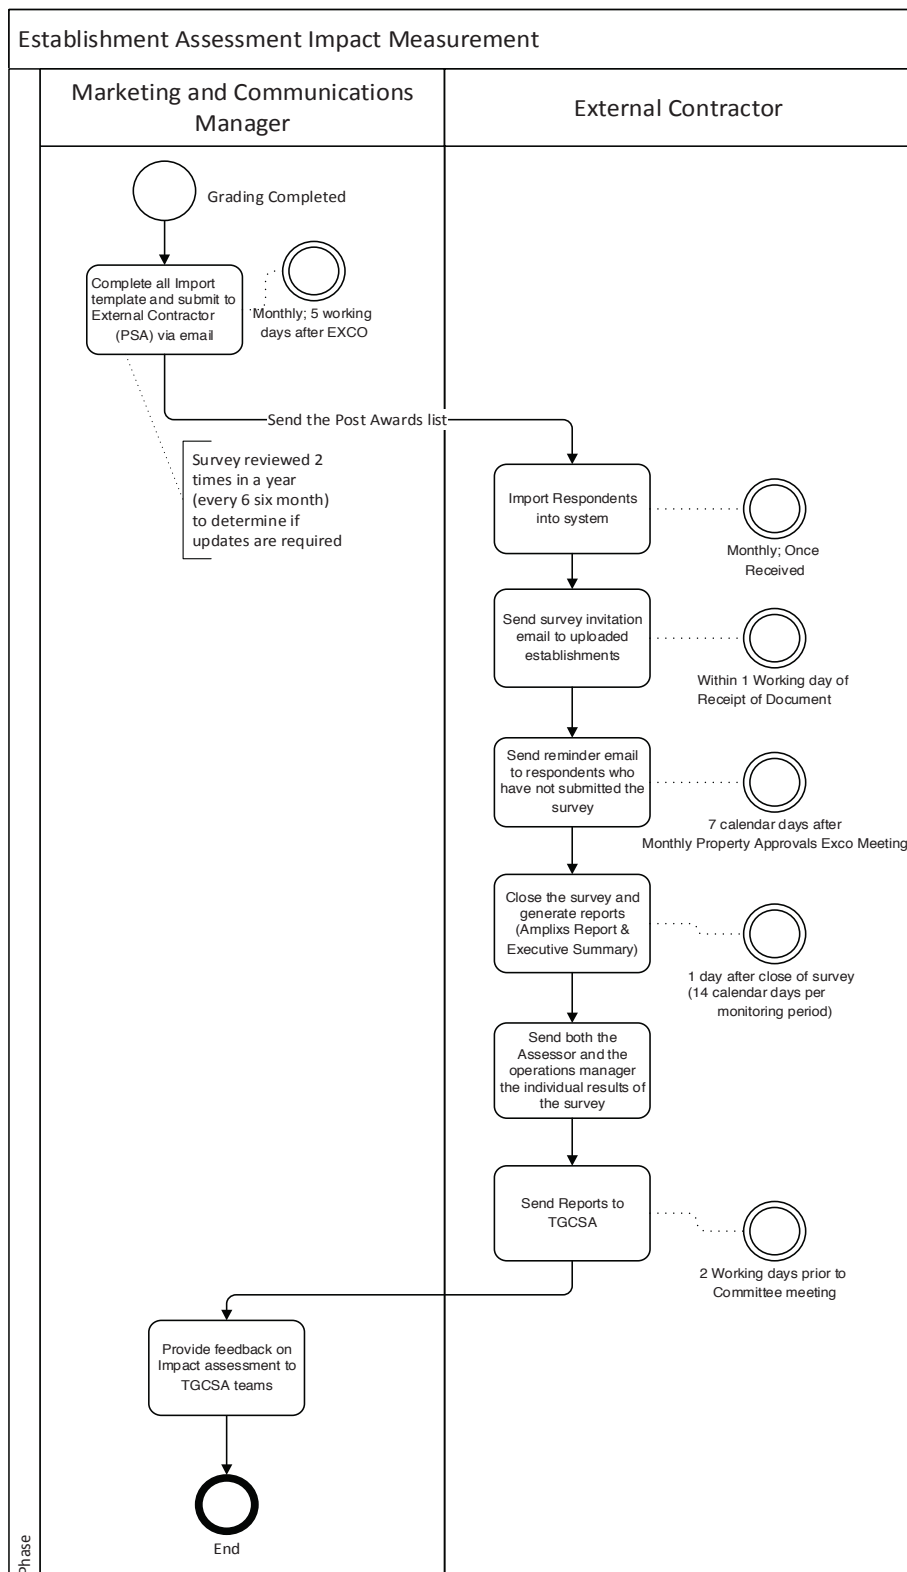 Establishment Assessment Impact Measurement
Marketing and Communications
Manager
External Contractor
Grading Completed
Complete all Import
template and submit to
External Contractor
(PSA) via email
Monthly; 5 working
days after EXCO
Send the Post Awards list
Survey reviewed 2
times in a year
(every 6 six month)
to determine if
updates are required
Import Respondents
into system
Monthly; Once
Received
Send survey invitation
email to uploaded
establishments
Within 1 Working day of
Receipt of Document
Send reminder email
to respondents who
have not submitted the
survey
7 calendar days after
Monthly Property Approvals Exco Meeting
Close the survey and
generate reports
(Amplixs Report &
Executive Summary)
1 day after close of survey
(14 calendar days per
monitoring period)
Send both the
Assessor and the
operations manager
the individual results of
the survey
Send Reports to
TGCSA
2 Working days prior to
Committee meeting
Provide feedback on
Impact assessment to
TGCSA teams
End
Phase